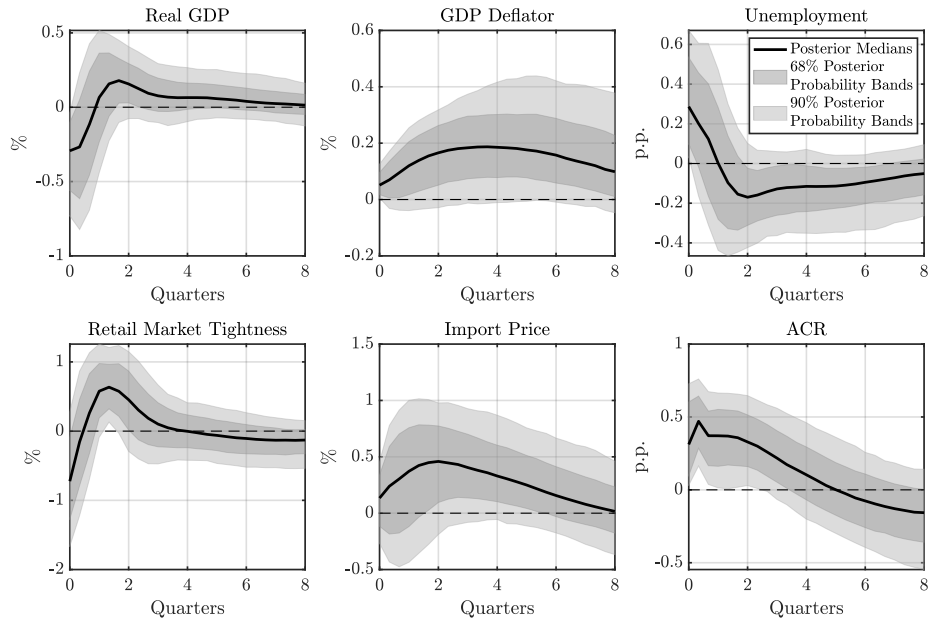 Real GDP
0.5
0
-0.5
-1
%
0 2 4 6 8
Quarters
GDP Deflator
0.6
0.4
0.2
0
0.2
%
0 2 4 6 8
Quarters
Unemployment
0.6
0.4
0.2
0
-0.2
-0.4
p.p.
Posterior Medians
68% Posterior
Probability Bands
90% Posterior
Probability Bands
0 2 4 6 8
Quarters
Retail Market Tightness
1
0
-1
-2
%
0 2 4 6 8
Quarters
Import Price
1.5
1
0.5
0
-0.5
%
0 2 4 6 8
Quarters
ACR
1
0.5
0
-0.5
p.p.
0 2 4 6 8
Quarters